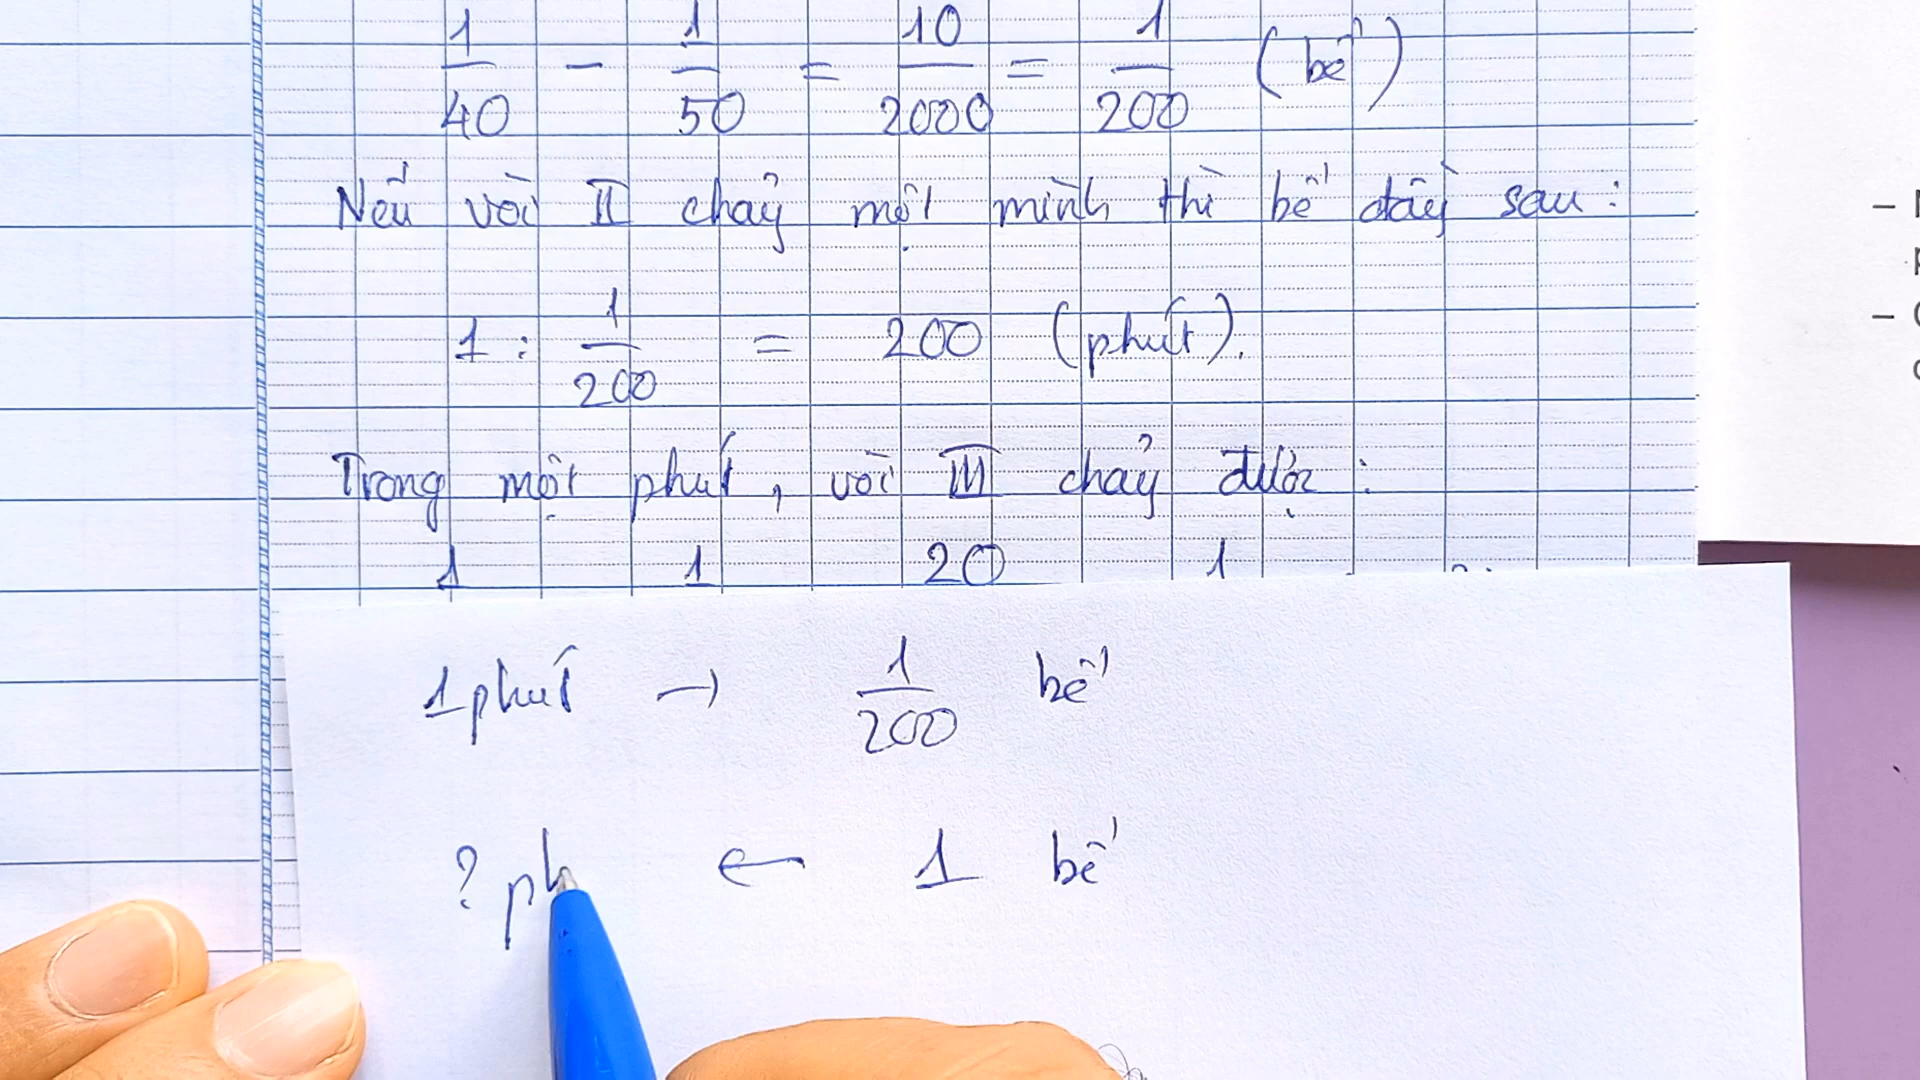 1/40 - 1/50 = 10/2000 = 1/200 (bể)
Nếu vòi II chảy một mình thì bể đầy sau:
1 : 1/200 = 200 (phút).
Trong một phút, vòi III chảy được:
1 1 20 1
1 phút → 1/200 bể
? ph ← 1 bể